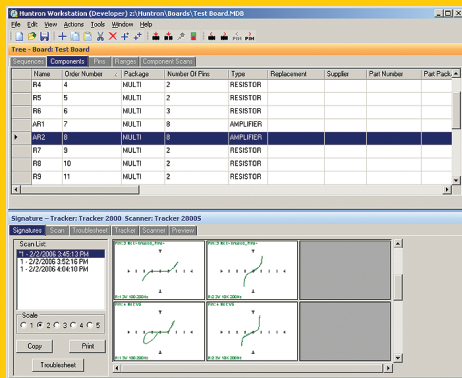 Huntron Workstation (Developer) z:\Huntron\Boards\Test Board.MDB
File Edit View Actions Tools Window Help
Tree - Board: Test Board
Sequences Components Pins Ranges Component Scans
Name Order Number Package Number Of Pins Type Replacement Supplier Part Number Part Packa
R4 4 MULTI 2 RESISTOR
R5 5 MULTI 2 RESISTOR
R6 6 MULTI 3 RESISTOR
AR1 7 MULTI 8 AMPLIFIER
AR2 8 MULTI 8 AMPLIFIER
R7 9 MULTI 2 RESISTOR
R8 10 MULTI 2 RESISTOR
R9 11 MULTI 2 RESISTOR
Signature - Tracker: Tracker 2000 Scanner: Tracker 2800S
Signatures Scan Troubleshoot Tracker Scanner Preview
Scan List:
*1 - 2/2/2006 3:45:13 PM
1 - 2/2/2006 3:52:16 PM
1 - 2/2/2006 4:04:10 PM
Scale
1 2 3 4 5
Copy Print
Troubleshoot